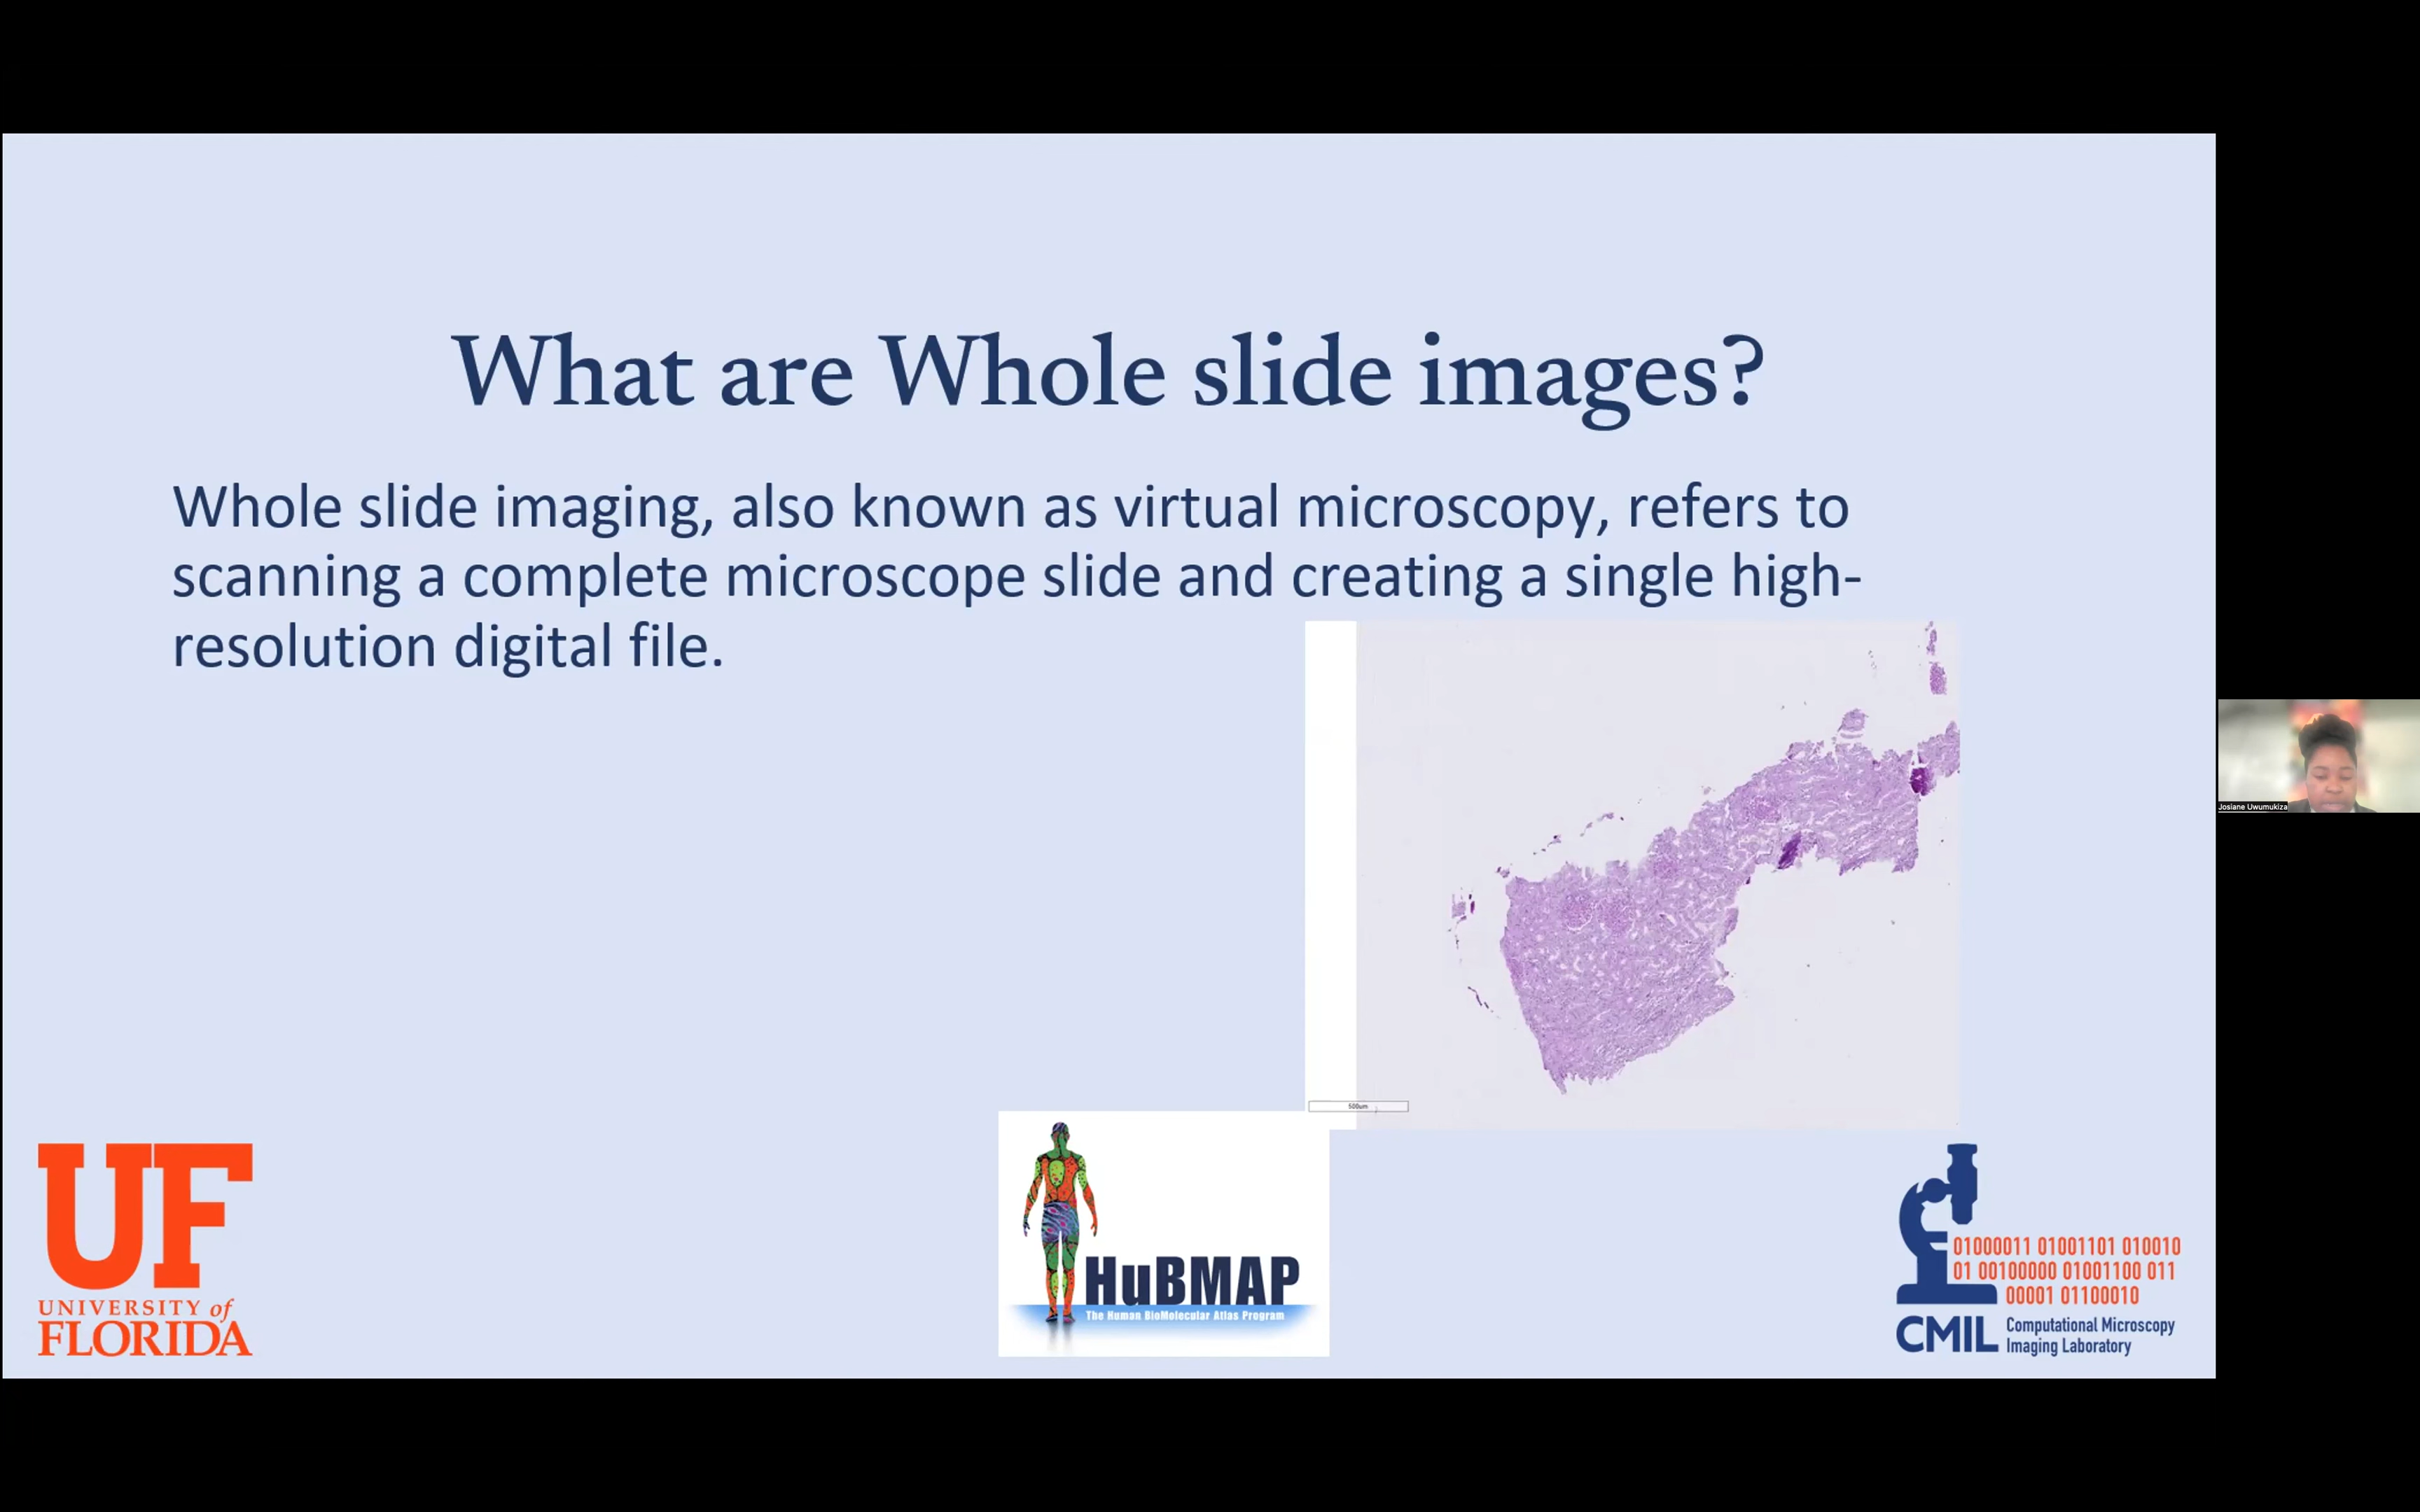 What are Whole slide images?
Whole slide imaging, also known as virtual microscopy, refers to
scanning a complete microscope slide and creating a single high-
resolution digital file.
Josiane Uwumukiza
500um
UF
UNIVERSITY of
FLORIDA
HuBMAP
The Human BioMolecular Atlas Program
01000011 01001101 010010
01 00100000 01001100 011
00001 01100010
CMIL
Computational Microscopy
Imaging Laboratory